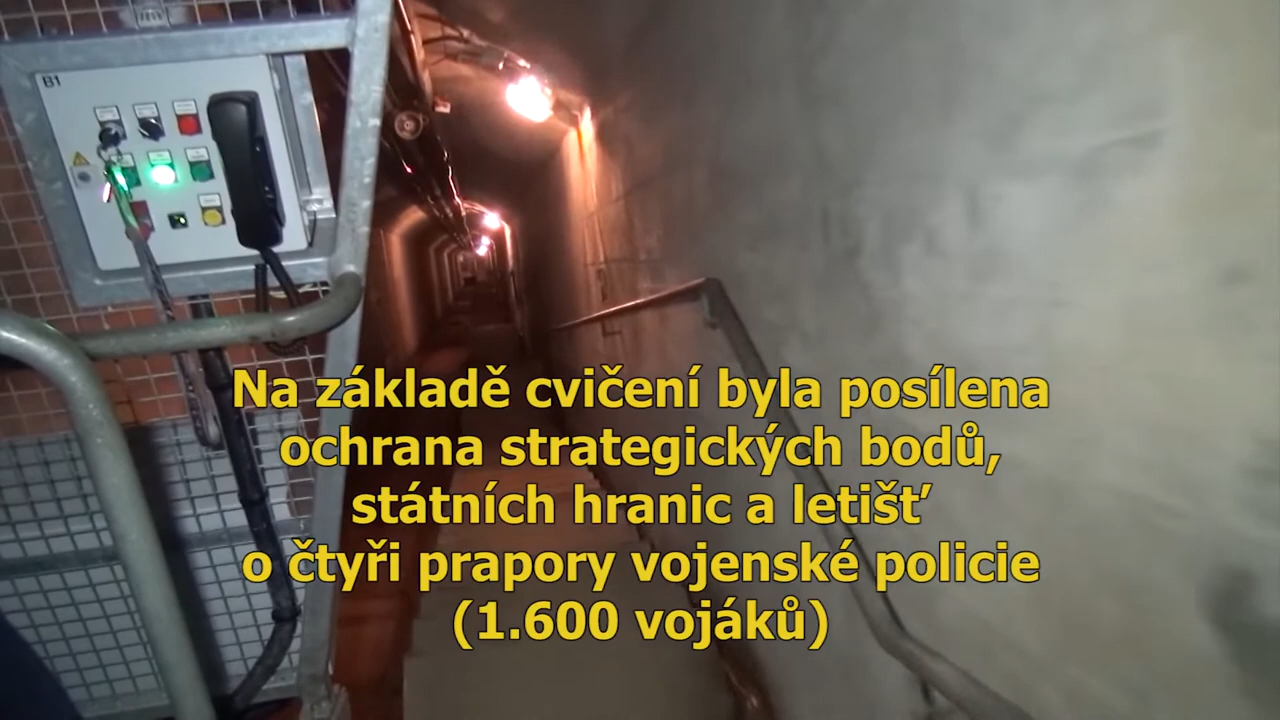 B1
Na základě cvičení byla posílena
ochrana strategických bodů,
státních hranic a letišť
o čtyři prapory vojenské policie
(1.600 vojáků)